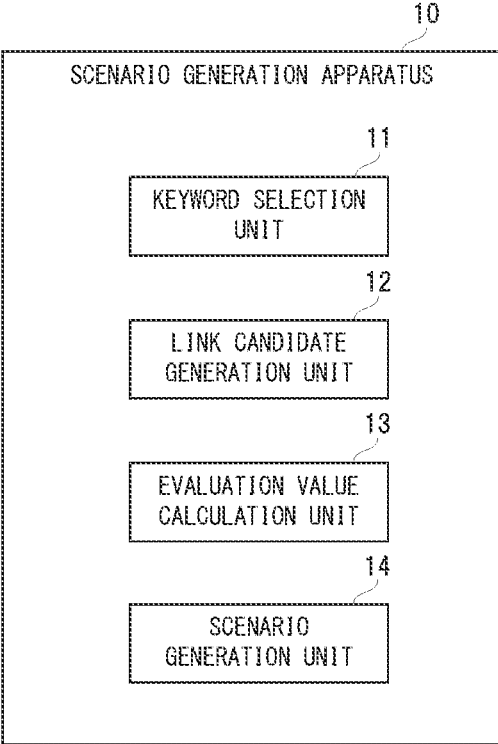 10
SCENARIO GENERATION APPARATUS
11
KEYWORD SELECTION
UNIT
12
LINK CANDIDATE
GENERATION UNIT
13
EVALUATION VALUE
CALCULATION UNIT
14
SCENARIO
GENERATION UNIT